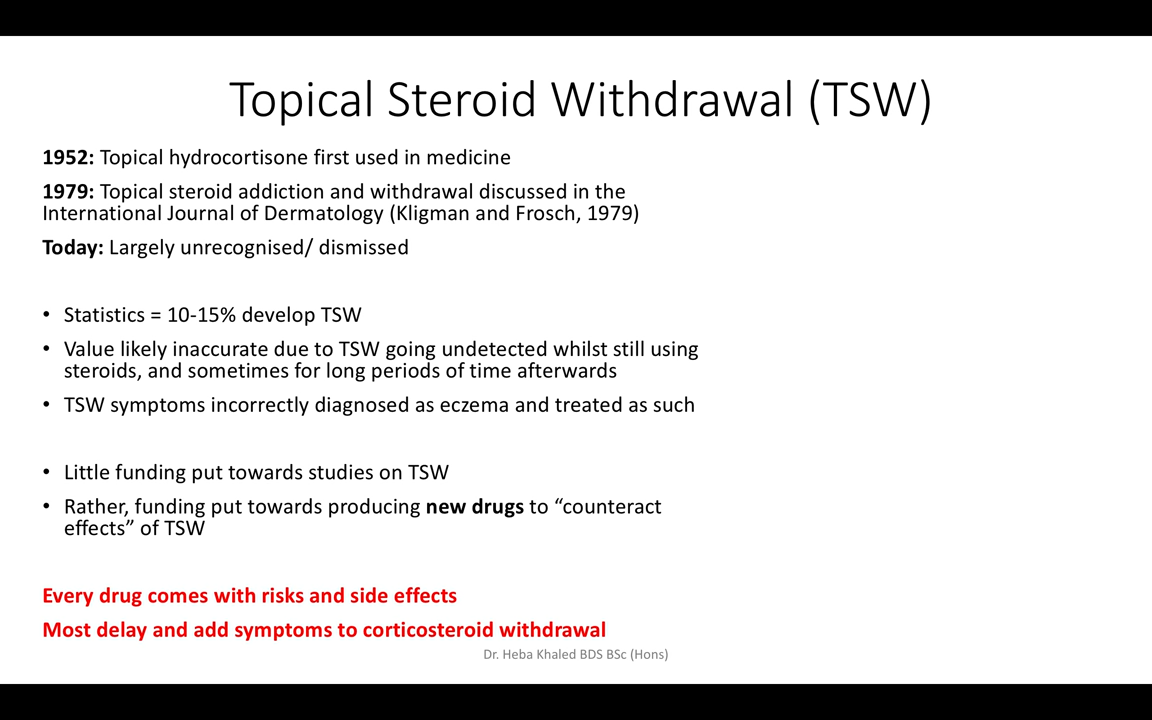 Topical Steroid Withdrawal (TSW)
1952: Topical hydrocortisone first used in medicine
1979: Topical steroid addiction and withdrawal discussed in the
International Journal of Dermatology (Kligman and Frosch, 1979)
Today: Largely unrecognised/ dismissed
• Statistics = 10-15% develop TSW
• Value likely inaccurate due to TSW going undetected whilst still using
steroids, and sometimes for long periods of time afterwards
• TSW symptoms incorrectly diagnosed as eczema and treated as such
• Little funding put towards studies on TSW
• Rather, funding put towards producing new drugs to “counteract
effects” of TSW
Every drug comes with risks and side effects
Most delay and add symptoms to corticosteroid withdrawal
Dr. Heba Khaled BDS BSc (Hons)